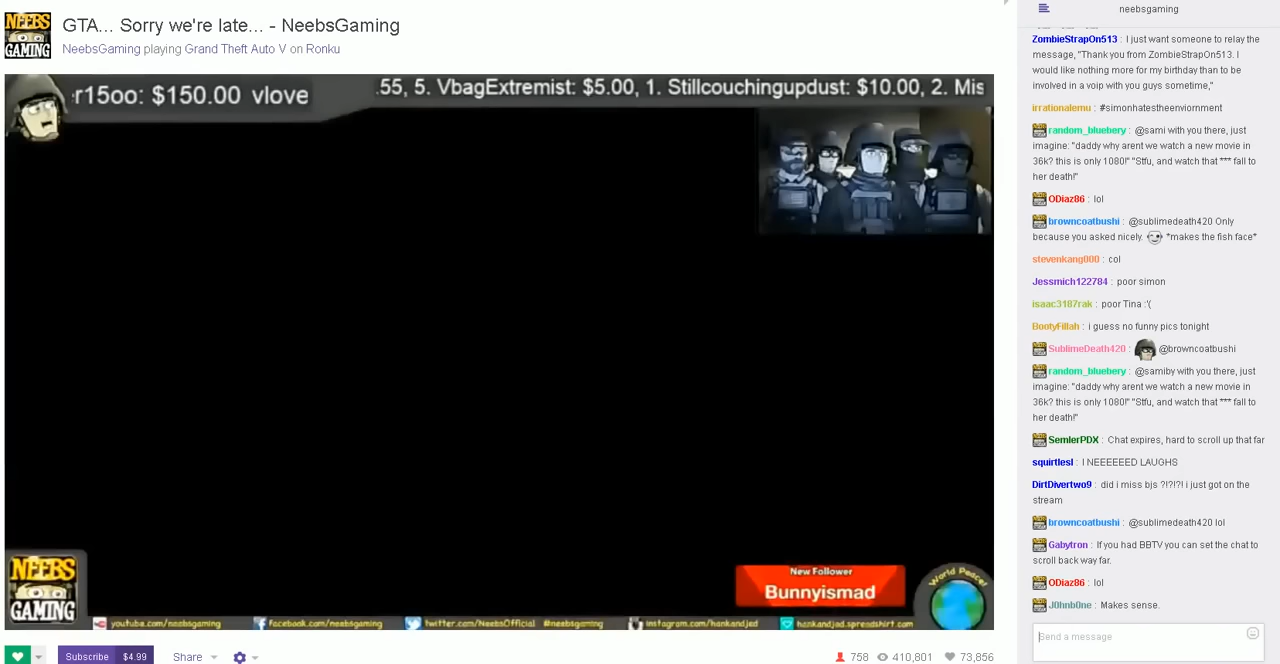 GTA... Sorry we're late... - NeebsGaming
NeebsGaming playing Grand Theft Auto V on Ronku
NEEBS
GAMING
r15oo: $150.00 vlove
.55, 5. VbagExtremist: $5.00, 1. Stillcouchingupdust: $10.00, 2. Mis
NEEBS
GAMING
New Follower
Bunnyismad
World Peace!
youtube.com/neebsgaming
facebook.com/neebsgaming
twitter.com/NeebsOfficial #neebsgaming
instagram.com/hankandjed
hankandjed.spreadshirt.com
Subscribe $4.99
Share
758 410,801 73,856
neebsgaming
ZombieStrapOn513 : I just want someone to relay the
message, "Thank you from ZombieStrapOn513. I
would like nothing more for my birthday than to be
involved in a voip with you guys sometime,"
irrationalemu : #simonhatestheenviornment
random_bluebery : @sami with you there, just
imagine: "daddy why arent we watch a new movie in
36k? this is only 1080!" "Stfu, and watch that *** fall to
her death!"
ODiaz86 : lol
browncoatbushi : @sublimedeath420 Only
because you asked nicely. *makes the fish face*
stevenkang000 : col
Jessmich122784 : poor simon
isaac3187rak : poor Tina :'(
BootyFillah : i guess no funny pics tonight
SublimeDeath420 : @browncoatbushi
random_bluebery : @samiby with you there, just
imagine: "daddy why arent we watch a new movie in
36k? this is only 1080!" "Stfu, and watch that *** fall to
her death!"
SemlerPDX : Chat expires, hard to scroll up that far
squirtlesl : I NEEEEEED LAUGHS
DirtDivertwo9 : did i miss bjs ?!?!?! i just got on the
stream
browncoatbushi : @sublimedeath420 lol
Gabytron : If you had BBTV you can set the chat to
scroll back way far.
ODiaz86 : lol
J0hnb0ne : Makes sense.
Send a message